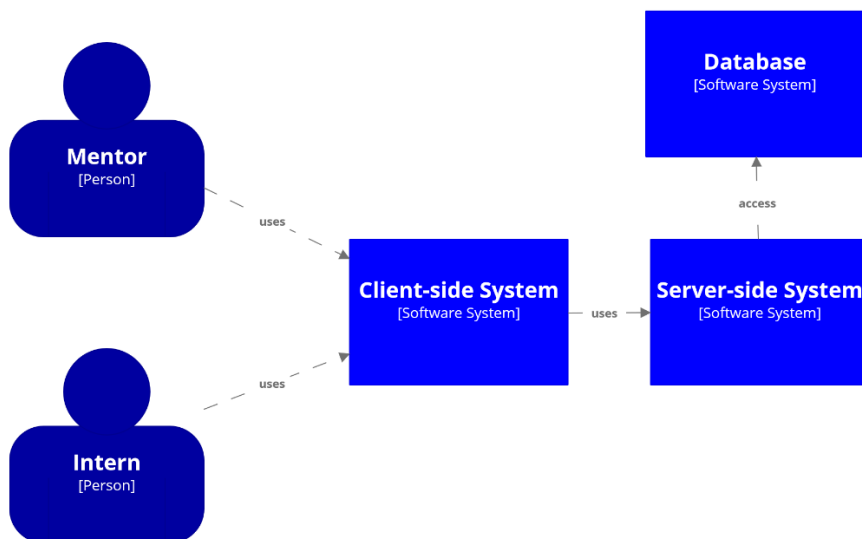 Database
[Software System]
Mentor
[Person]
access
uses
Client-side System
[Software System]
uses
Server-side System
[Software System]
uses
Intern
[Person]